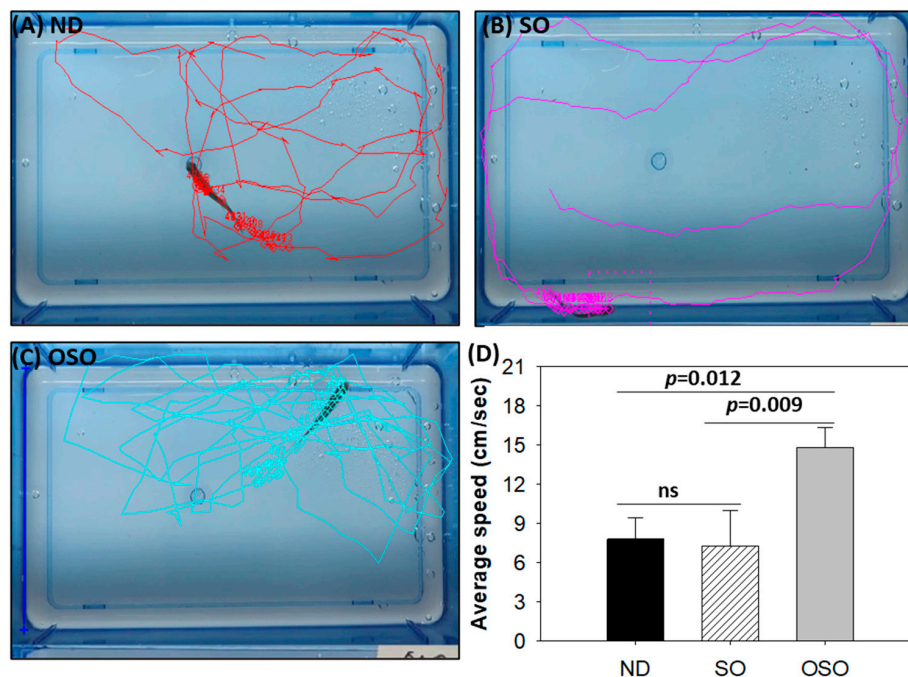 (A) ND
(B) SO
(C) OSO
(D)
21
18
15
12
9
6
3
0
Average speed (cm/sec)
p=0.012
p=0.009
ns
ND
SO
OSO